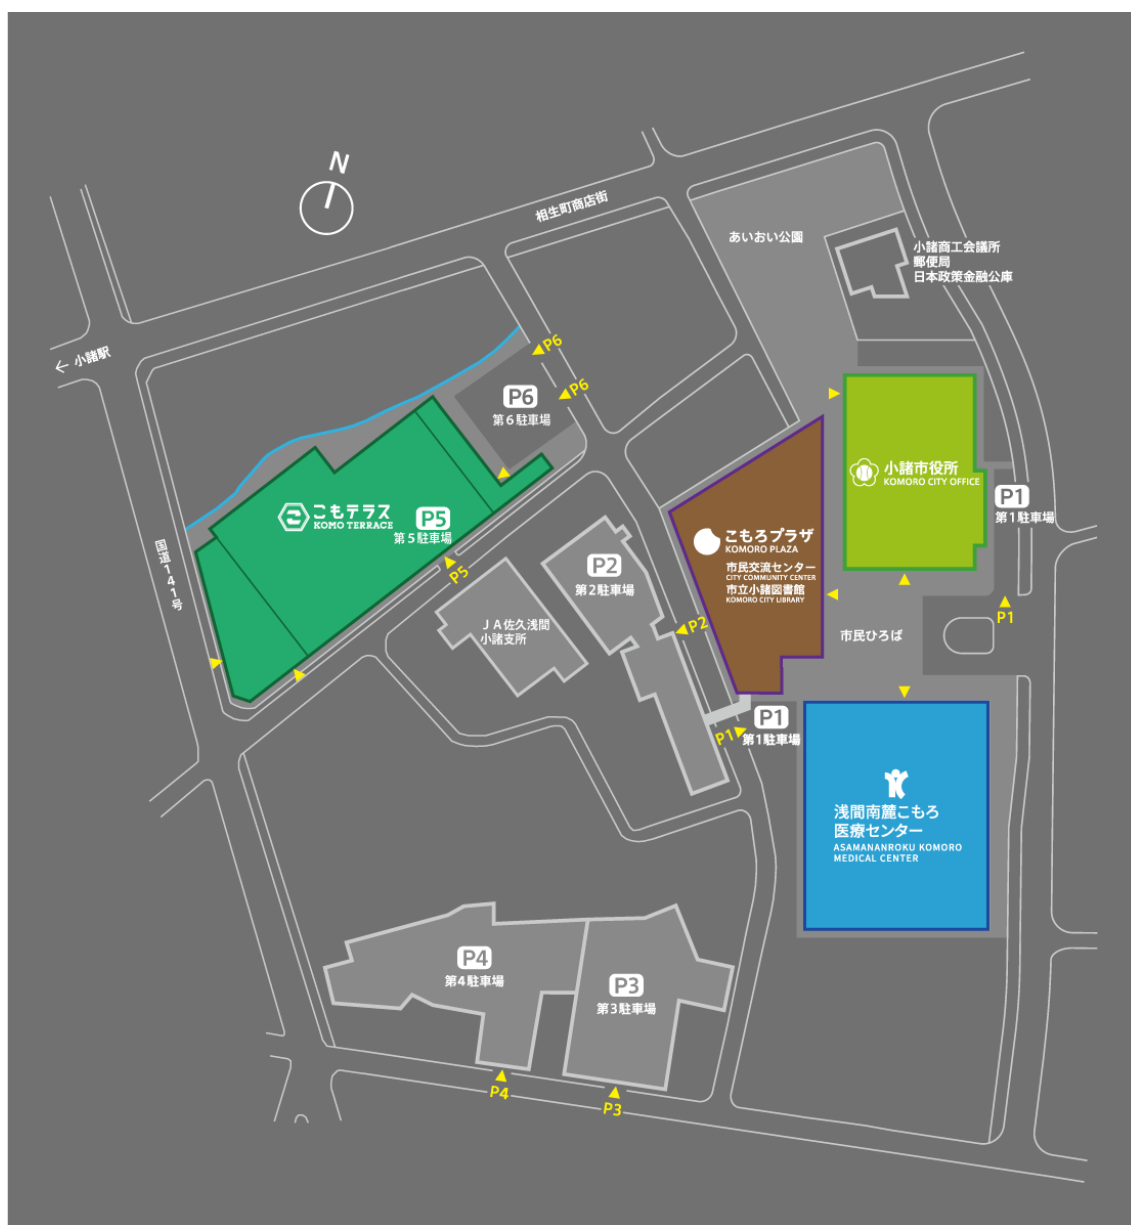 N
相生町商店街
あいおい公園
小諸商工会議所
郵便局
日本政策金融公庫
← 小諸駅
P6
P6
P6
第6駐車場
小諸市役所
KOMORO CITY OFFICE
P1
第1駐車場
こもテラス
KOMO TERRACE
P5
第5駐車場
こもろプラザ
KOMORO PLAZA
市民交流センター
CITY COMMUNITY CENTER
市立小諸図書館
KOMORO CITY LIBRARY
国道141号
P5
P2
第2駐車場
JA佐久浅間
小諸支所
P2
P1
市民ひろば
P1
第1駐車場
P1
浅間南麓こもろ
医療センター
ASAMANANROKU KOMORO
MEDICAL CENTER
P4
第4駐車場
P3
第3駐車場
P4
P3